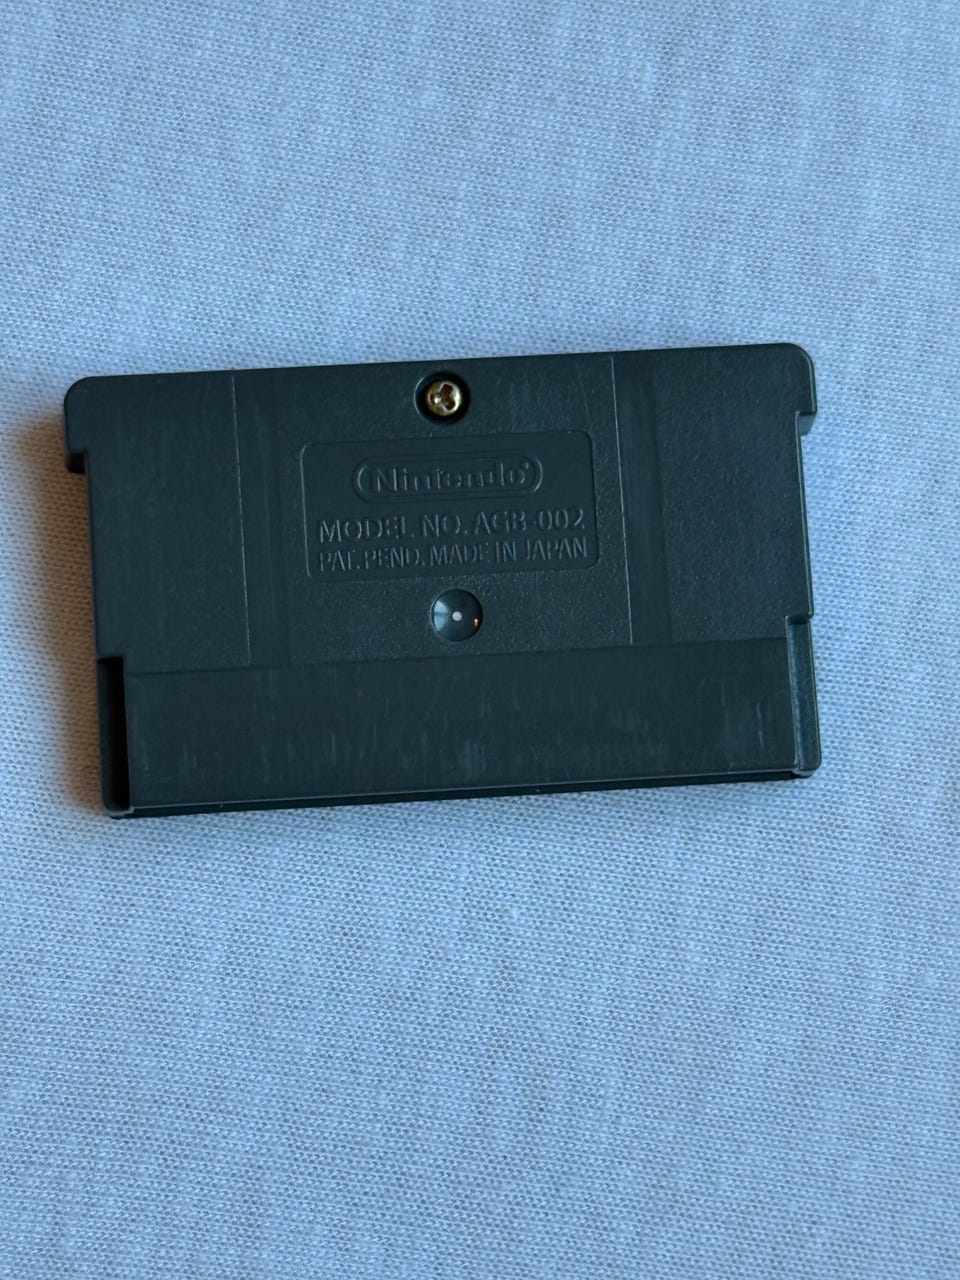 Nintendo®
MODEL NO. AGB-002
PAT. PEND. MADE IN JAPAN